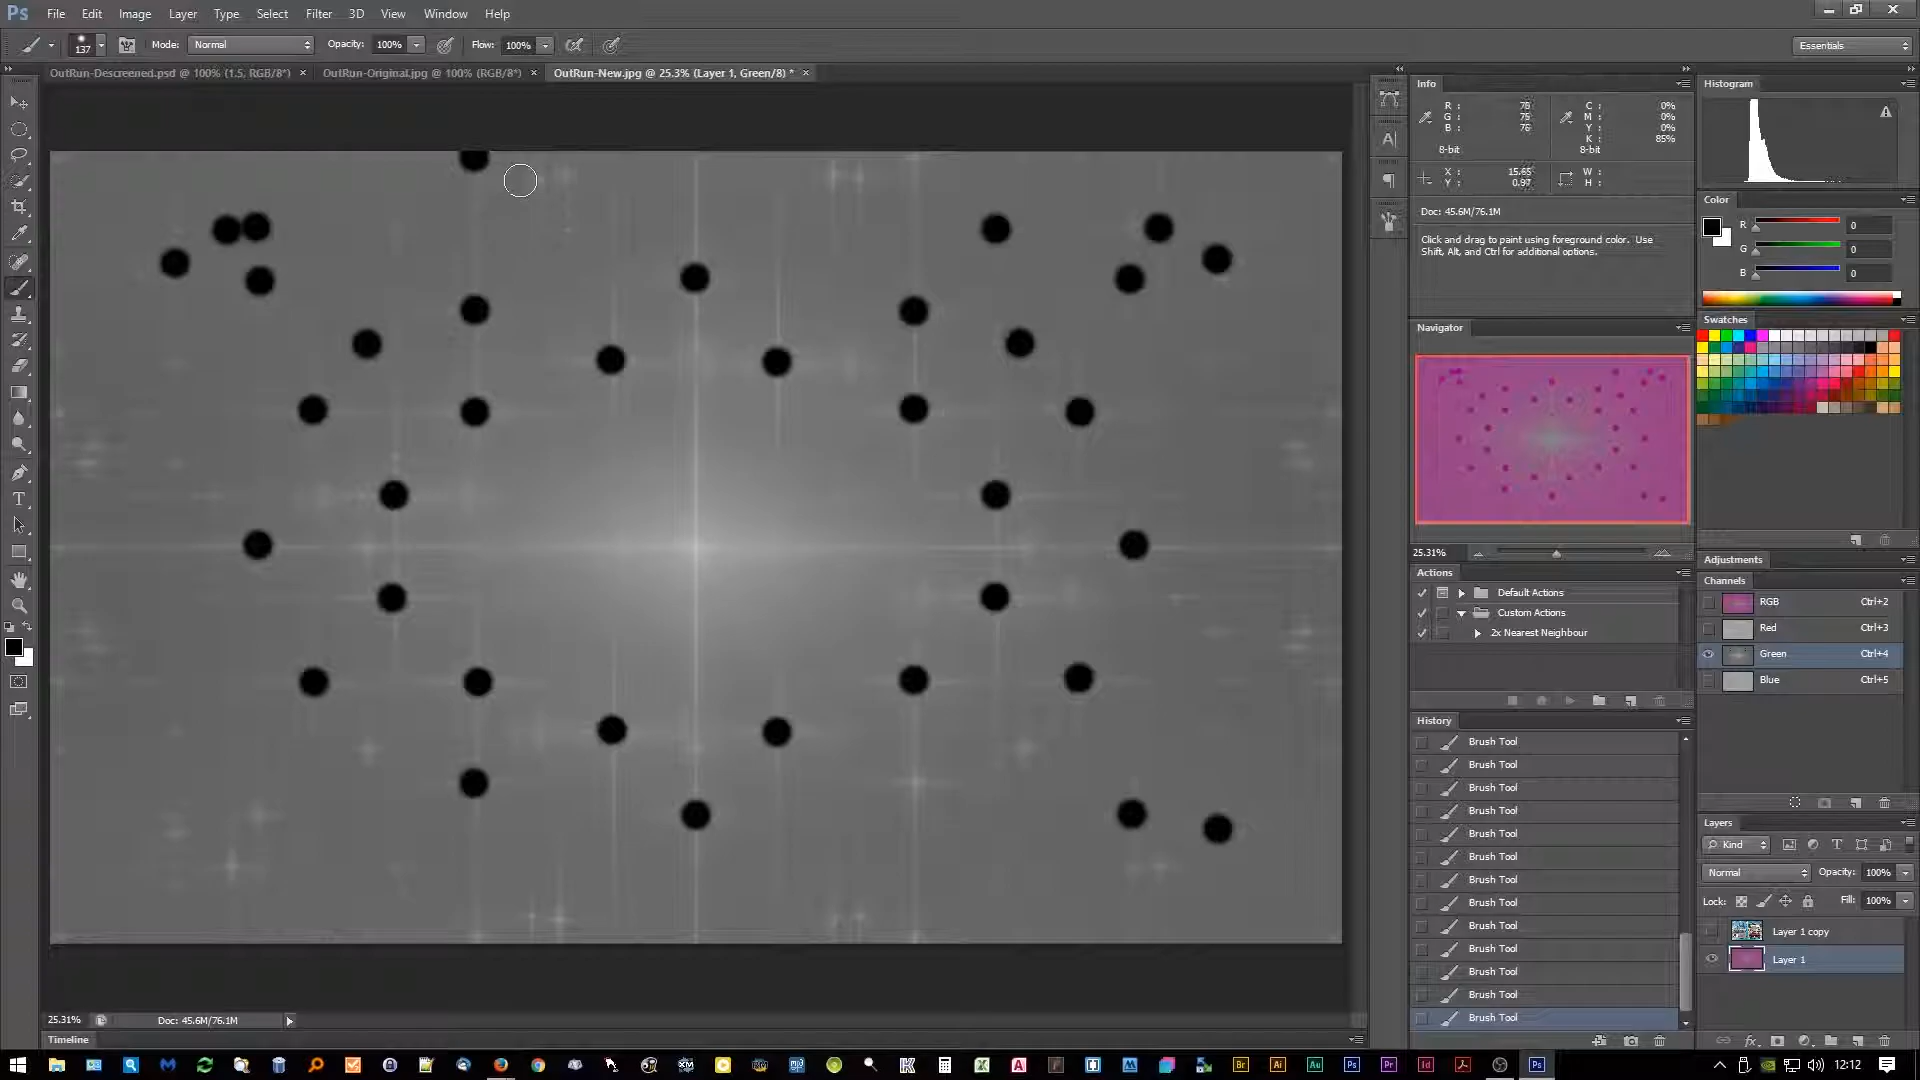 Ps File Edit Image Layer Type Select Filter 3D View Window Help
137 Mode: Normal Opacity: 100% Flow: 100% Essentials
OutRun-Descreened.psd @ 100% (1.5, RGB/8*) × OutRun-Original.jpg @ 100% (RGB/8*) × OutRun-New.jpg @ 25.3% (Layer 1, Green/8) * ×
Info
R : 75
G : 75
B : 75
8-bit
C : 0%
M : 0%
Y : 0%
K : 85%
8-bit
X : 15.65
Y : 0.97
W :
H :
Doc: 45.6M/76.1M
Click and drag to paint using foreground color. Use
Shift, Alt, and Ctrl for additional options.
Navigator
25.31%
Actions
Default Actions
Custom Actions
2x Nearest Neighbour
History
Brush Tool
Brush Tool
Brush Tool
Brush Tool
Brush Tool
Brush Tool
Brush Tool
Brush Tool
Brush Tool
Brush Tool
Brush Tool
Brush Tool
Brush Tool
Histogram
Color
R 0
G 0
B 0
Swatches
Adjustments
Channels
RGB Ctrl+2
Red Ctrl+3
Green Ctrl+4
Blue Ctrl+5
Layers
Kind
Normal Opacity: 100%
Lock: Fill: 100%
Layer 1 copy
Layer 1
25.31% Doc: 45.6M/76.1M
Timeline
12:12